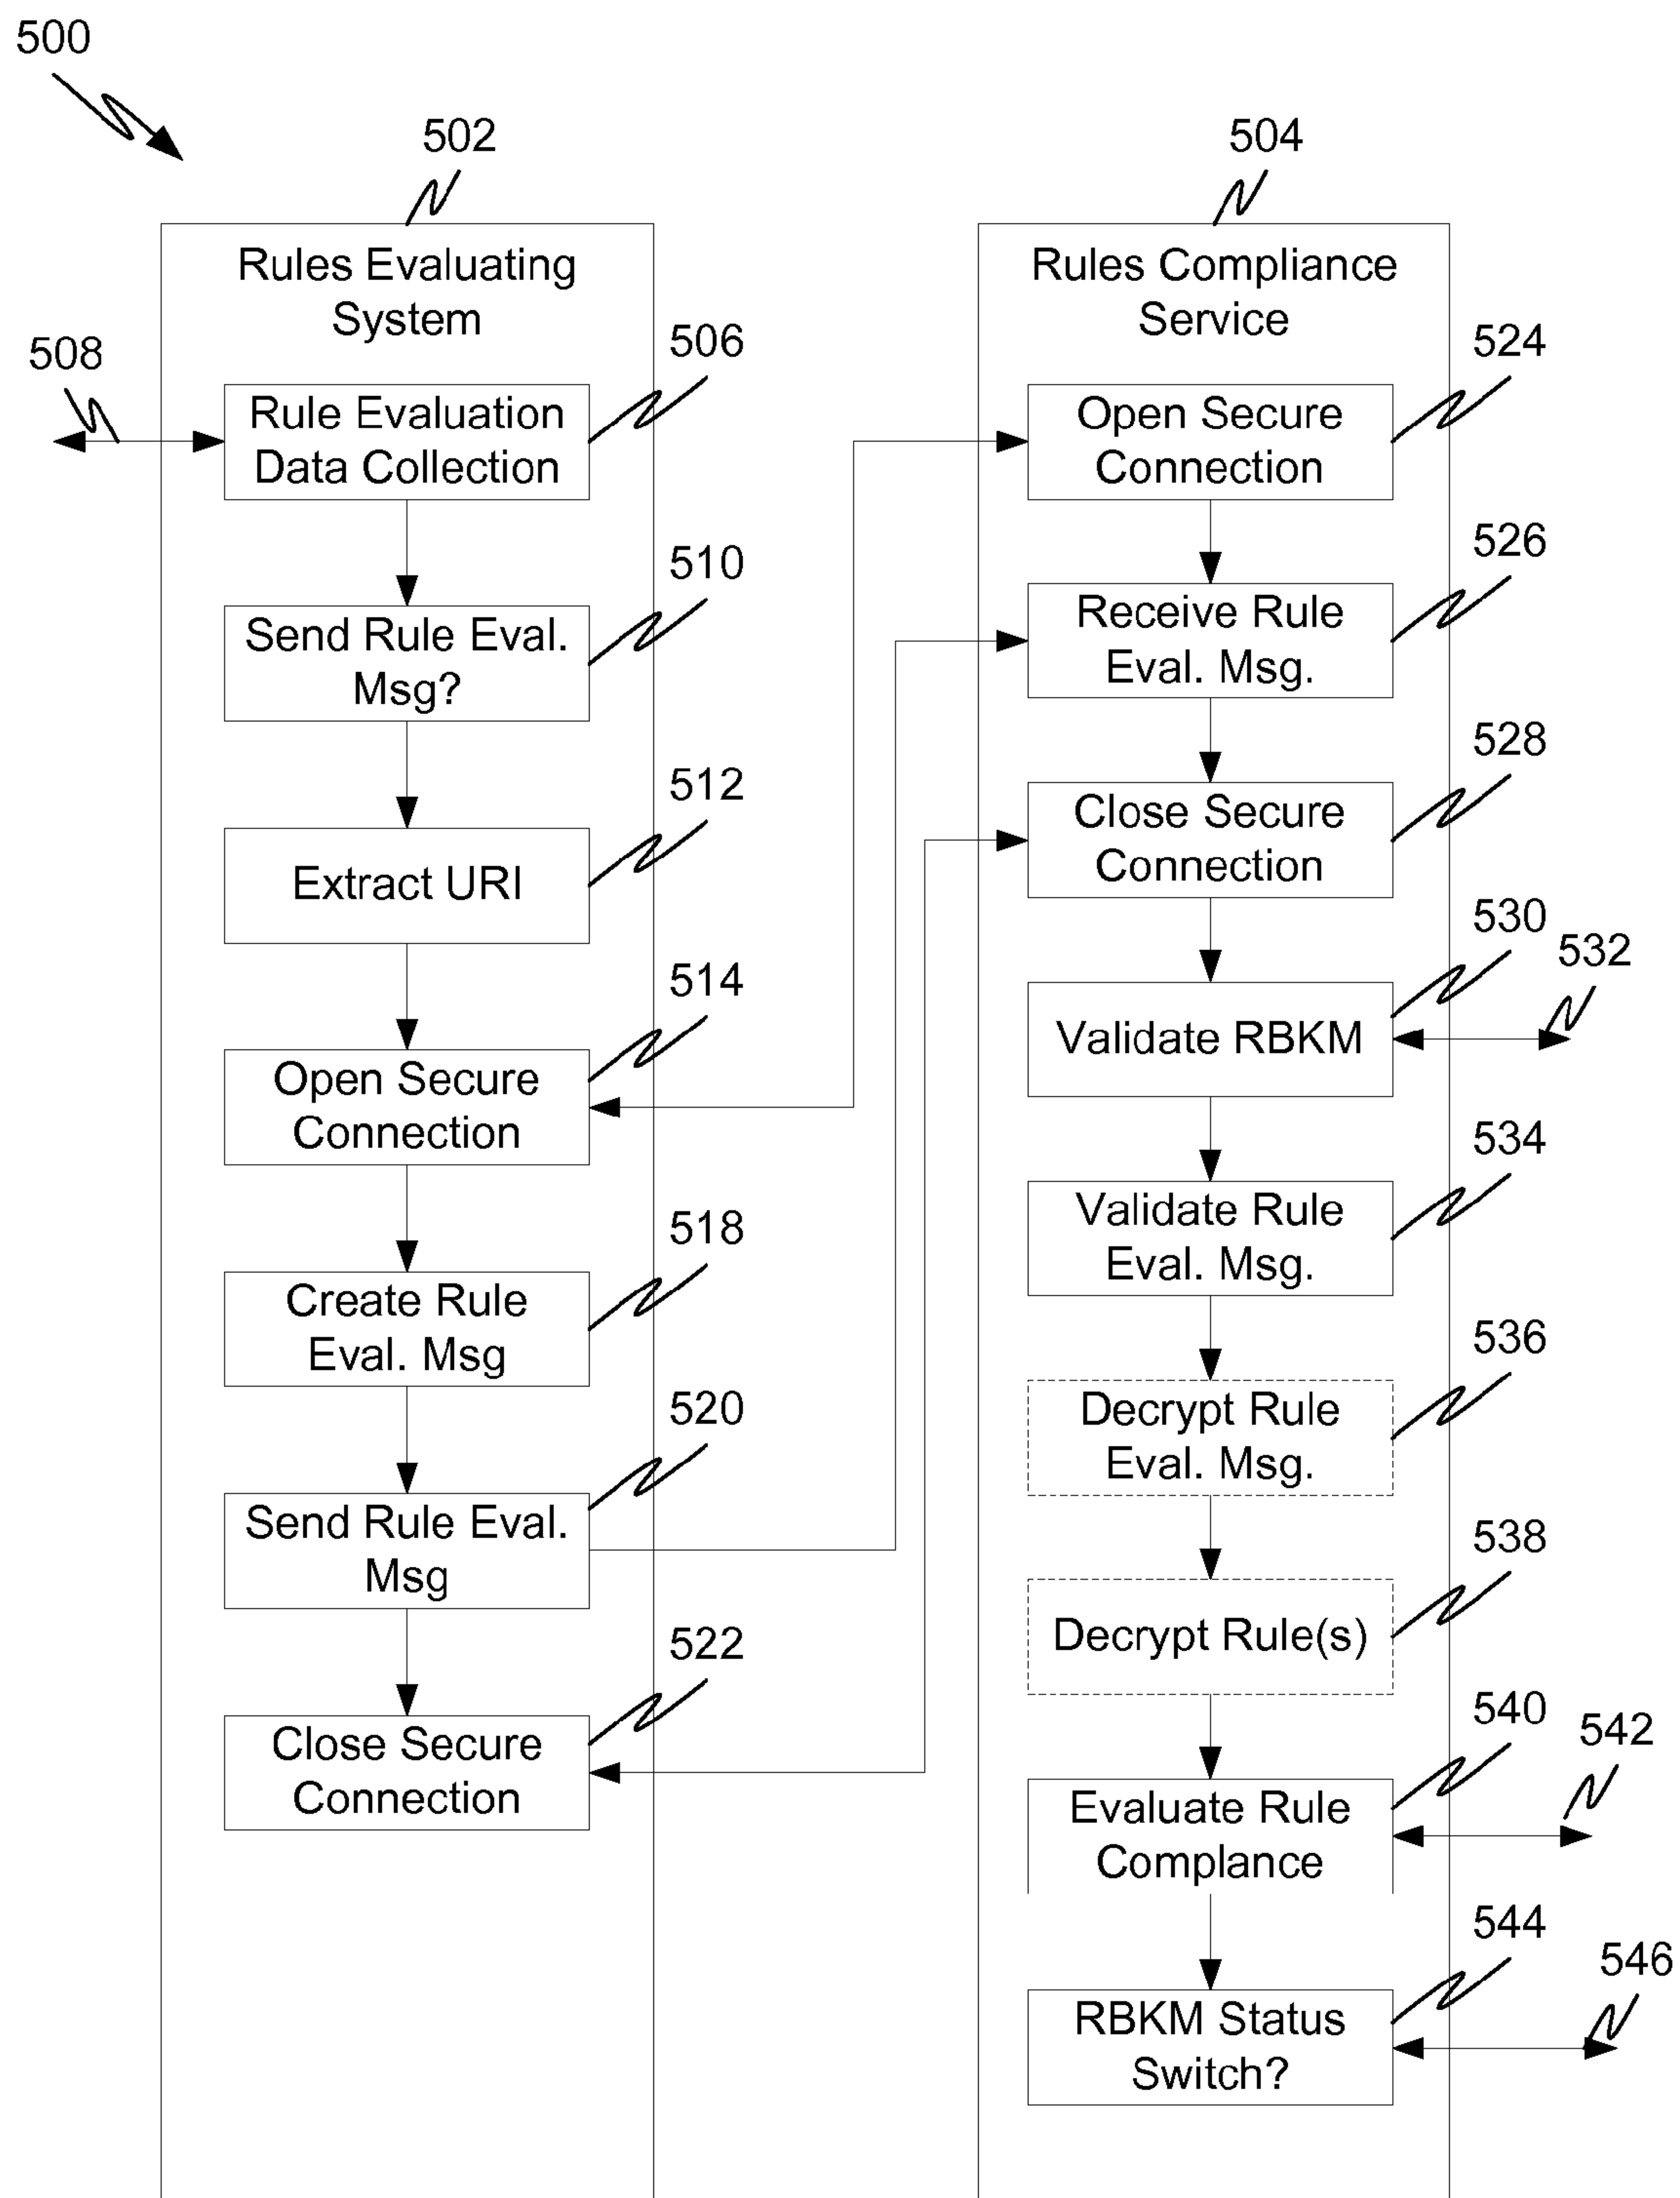 500
502
504
Rules Evaluating
System
Rules Compliance
Service
508
506
524
Rule Evaluation
Data Collection
Open Secure
Connection
510
526
Send Rule Eval.
Msg?
Receive Rule
Eval. Msg.
512
528
Extract URI
Close Secure
Connection
514
530
532
Open Secure
Connection
Validate RBKM
518
534
Create Rule
Eval. Msg
Validate Rule
Eval. Msg.
520
536
Send Rule Eval.
Msg
Decrypt Rule
Eval. Msg.
522
538
Close Secure
Connection
Decrypt Rule(s)
540
542
Evaluate Rule
Complance
544
546
RBKM Status
Switch?